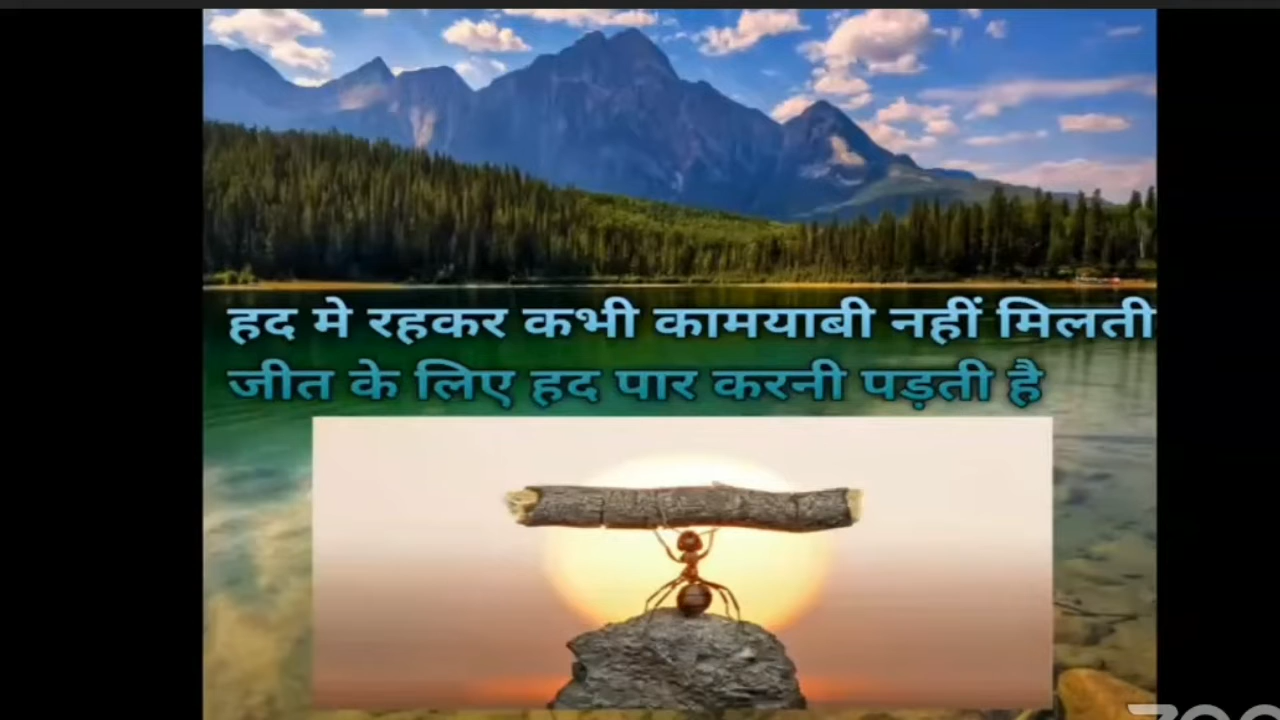 हद मे रहकर कभी कामयाबी नहीं मिलती
जीत के लिए हद पार करनी पड़ती है